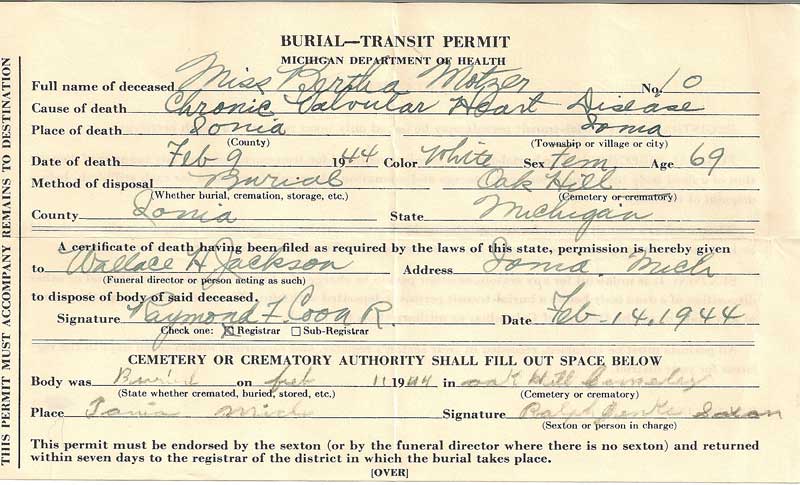 BURIAL—TRANSIT PERMIT
MICHIGAN DEPARTMENT OF HEALTH
Full name of deceased Miss Bertha Motzer No. 10
Cause of death Chronic Valvular Heart Disease
Place of death Ionia Ionia
(County) (Township or village or city)
Date of death Feb 9 1944 Color White Sex Fem Age 69
Method of disposal Burial Oak Hill
(Whether burial, cremation, storage, etc.) (Cemetery or crematory)
County Ionia State Michigan
A certificate of death having been filed as required by the laws of this state, permission is hereby given
to Wallace H. Jackson Address Ionia Mich
(Funeral director or person acting as such)
to dispose of body of said deceased.
Signature Raymond F. Coon R. Date Feb-14, 1944
Check one: ☒ Registrar ☐ Sub-Registrar
CEMETERY OR CREMATORY AUTHORITY SHALL FILL OUT SPACE BELOW
Body was Buried on feb 11 1944 in oak Hill Cemetery
(State whether cremated, buried, stored, etc.) (Cemetery or crematory)
Place Ionia Mich Signature Ralph
(Sexton or person in charge)
This permit must be endorsed by the sexton (or by the funeral director where there is no sexton) and returned
within seven days to the registrar of the district in which the burial takes place.
[OVER]
THIS PERMIT MUST ACCOMPANY REMAINS TO DESTINATION